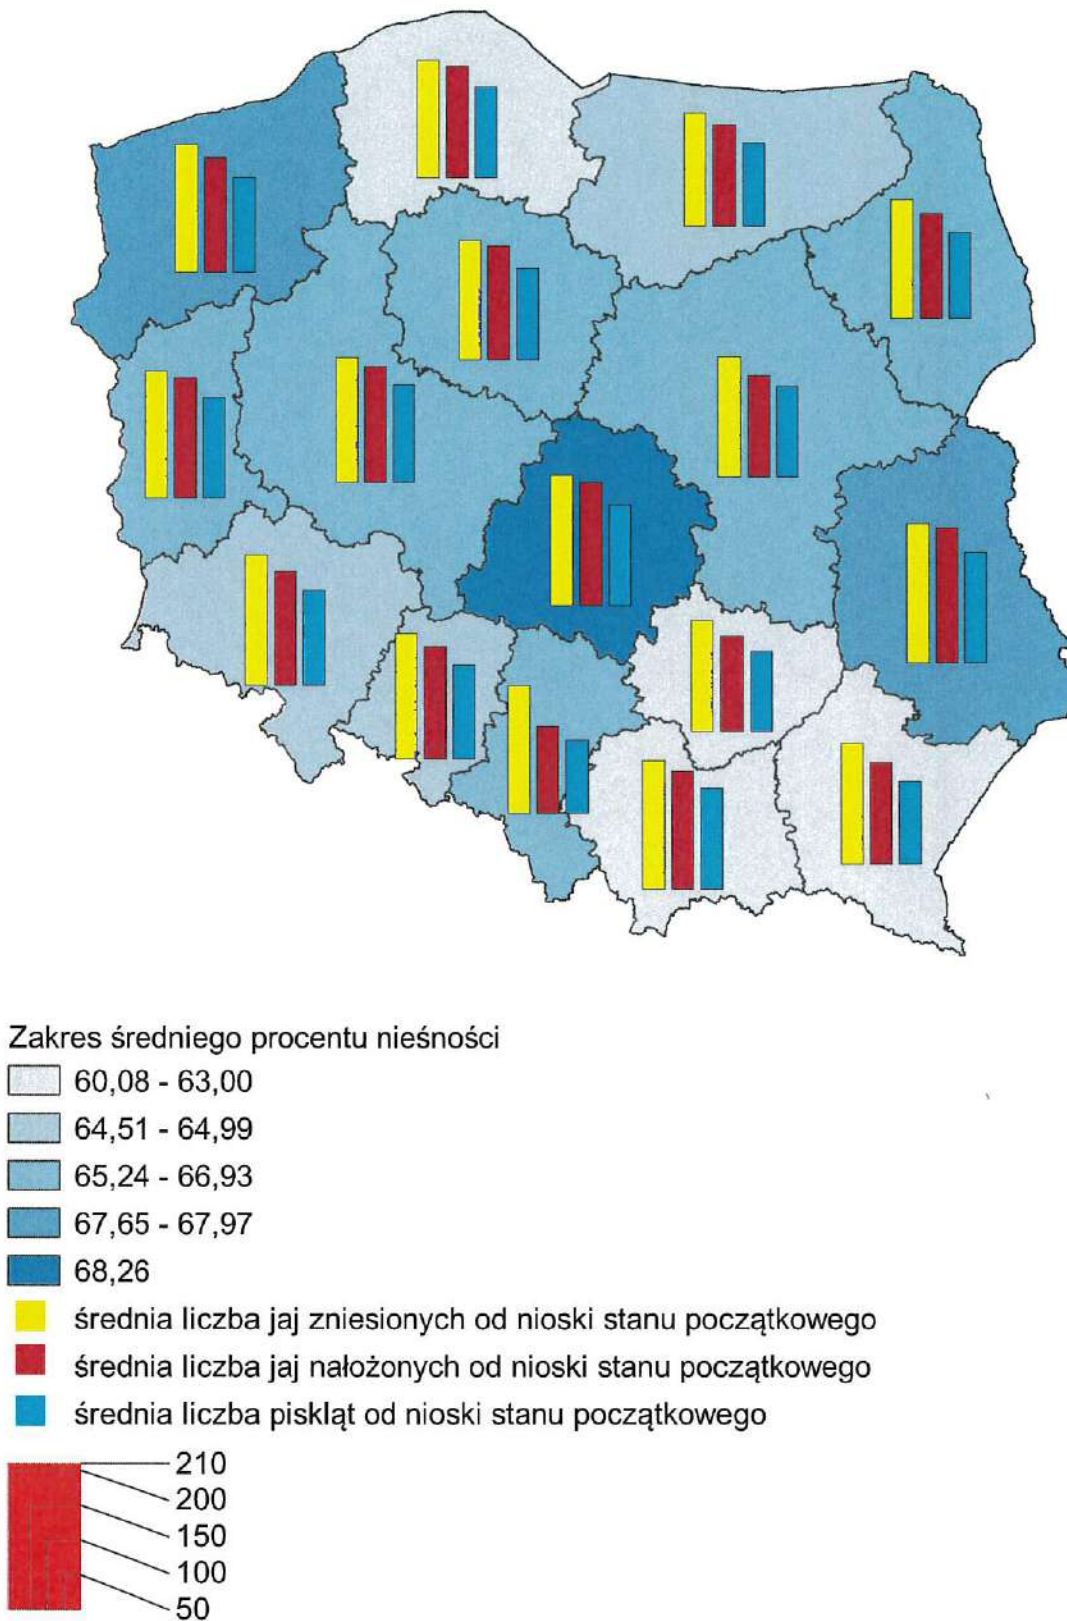 Zakres średniego procentu nieśności
60,08 - 63,00
64,51 - 64,99
65,24 - 66,93
67,65 - 67,97
68,26
średnia liczba jaj zniesionych od nioski stanu początkowego
średnia liczba jaj nałożonych od nioski stanu początkowego
średnia liczba piskląt od nioski stanu początkowego
210
200
150
100
50